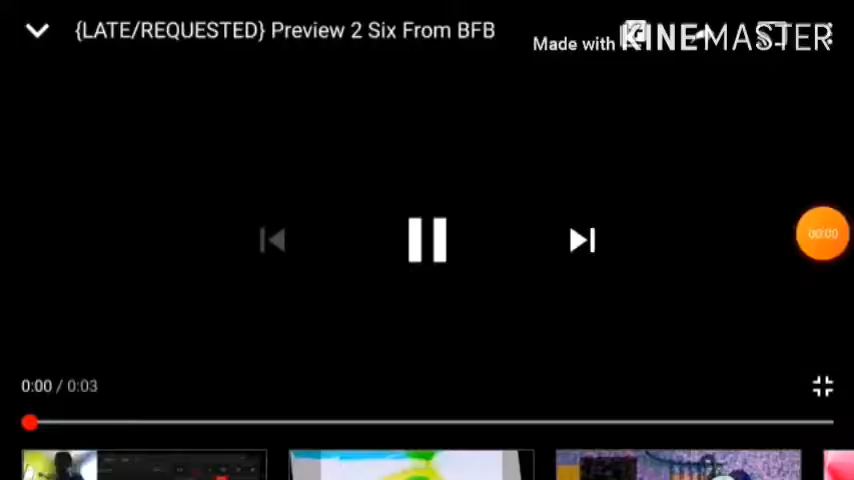 {LATE/REQUESTED} Preview 2 Six From BFB
Made with KINEMASTER
00:00
0:00 / 0:03